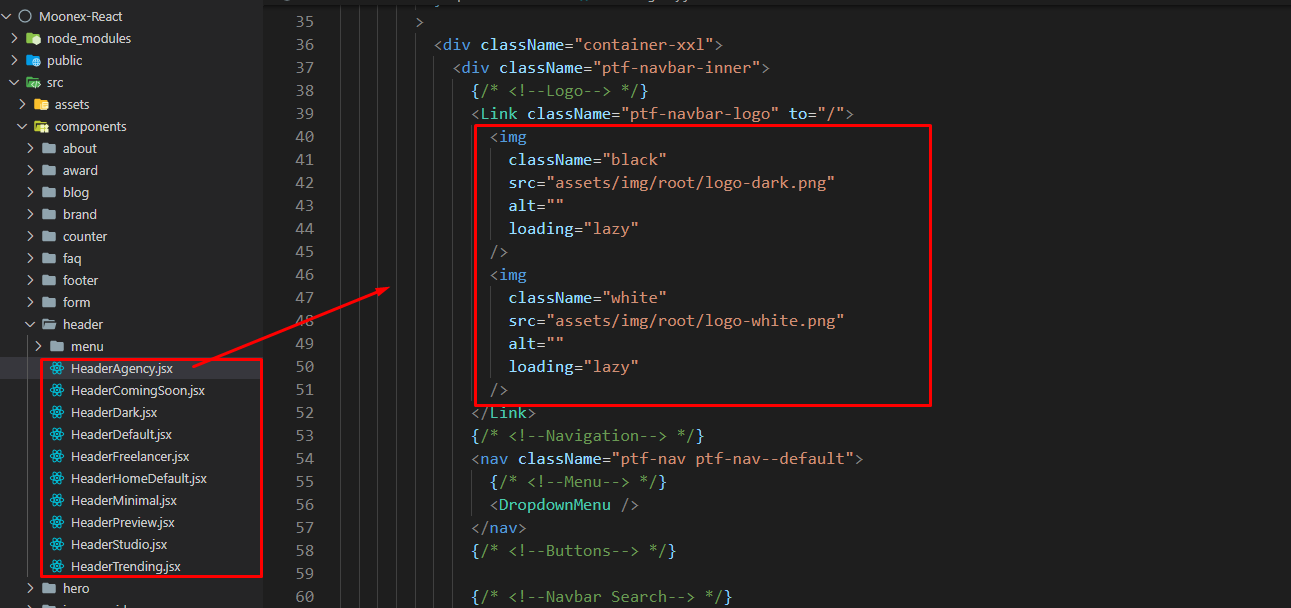 Moonex-React
node_modules
public
src
assets
components
about
award
blog
brand
counter
faq
footer
form
header
menu
HeaderAgency.jsx
HeaderComingSoon.jsx
HeaderDark.jsx
HeaderDefault.jsx
HeaderFreelancer.jsx
HeaderHomeDefault.jsx
HeaderMinimal.jsx
HeaderPreview.jsx
HeaderStudio.jsx
HeaderTrending.jsx
hero
35 >
36 <div className="container-xxl">
37 <div className="ptf-navbar-inner">
38 {/* <!--Logo--> */}
39 <Link className="ptf-navbar-logo" to="/">
40 <img
41 className="black"
42 src="assets/img/root/logo-dark.png"
43 alt=""
44 loading="lazy"
45 />
46 <img
47 className="white"
48 src="assets/img/root/logo-white.png"
49 alt=""
50 loading="lazy"
51 />
52 </Link>
53 {/* <!--Navigation--> */}
54 <nav className="ptf-nav ptf-nav--default">
55 {/* <!--Menu--> */}
56 <DropdownMenu />
57 </nav>
58 {/* <!--Buttons--> */}
59
60 {/* <!--Navbar Search--> */}